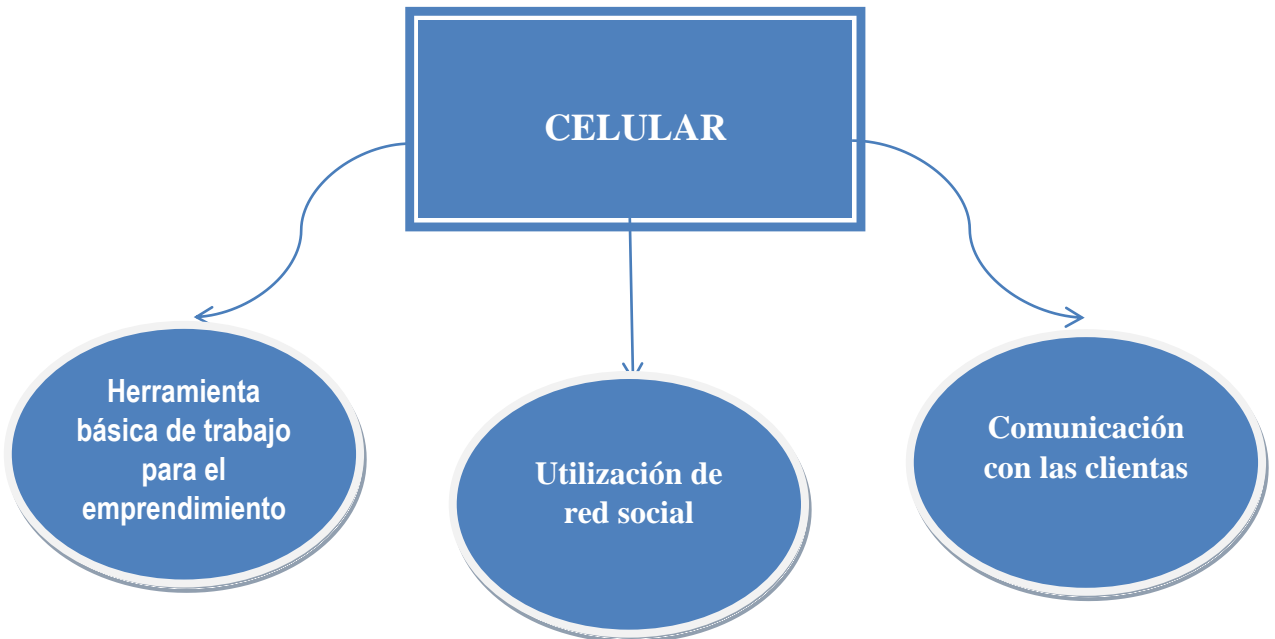 CELULAR
Herramienta
básica de trabajo
para el
emprendimiento
Utilización de
red social
Comunicación
con las clientas